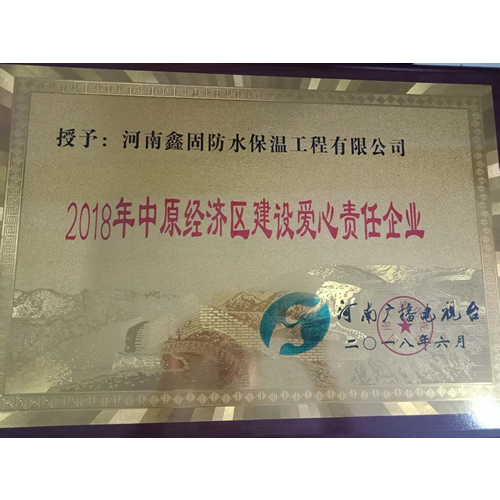 授予：河南鑫固防水保温工程有限公司
2018年中原经济区建设爱心责任企业
河南广播电视台
二〇一八年六月